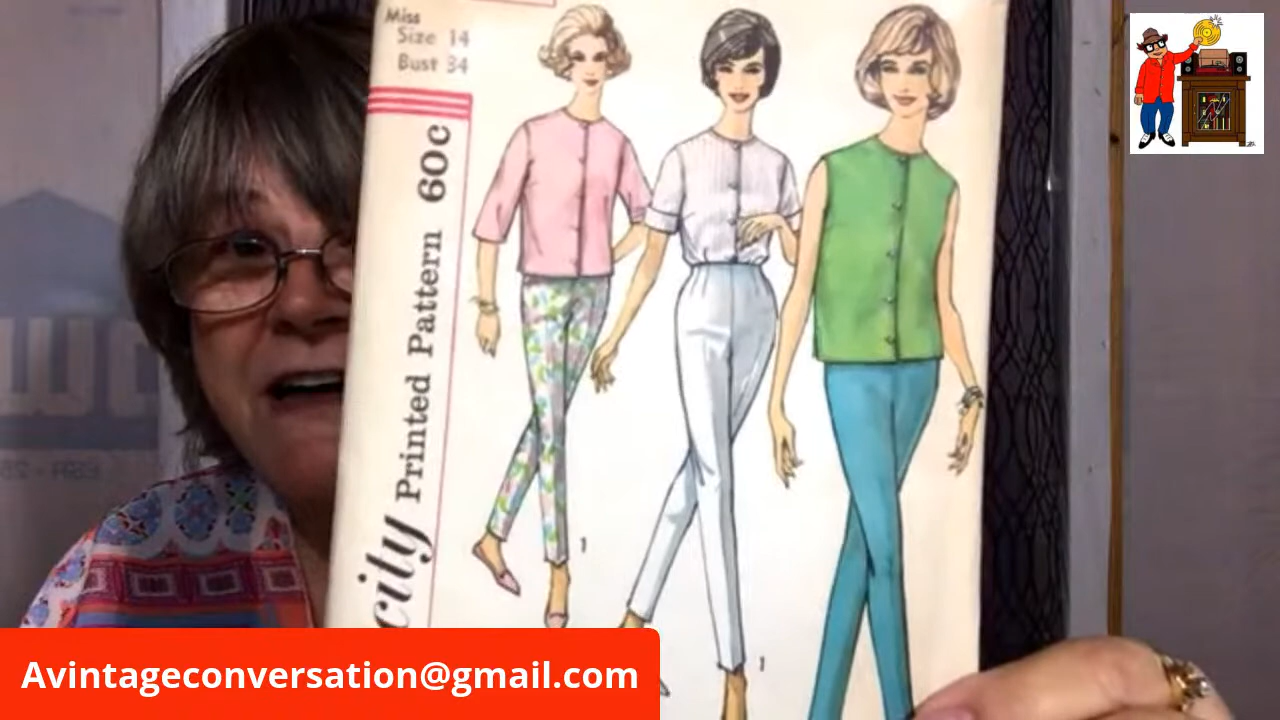 Miss
Size 14
Bust 34
Printed Pattern 60c
city
1
1
Avintageconversation@gmail.com